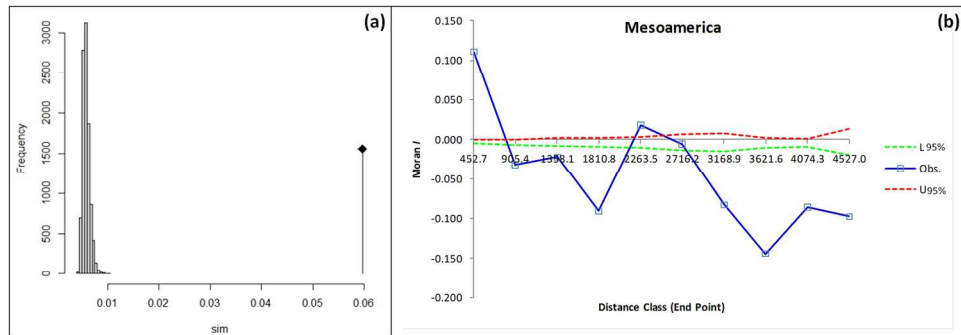 (a)
Frequency
3000
2500
2000
1500
1000
500
0
0.01 0.02 0.03 0.04 0.05 0.06
sim
(b)
Mesoamerica
Moran I
0.150
0.100
0.050
0.000
-0.050
-0.100
-0.150
-0.200
452.7 905.4 1358.1 1810.8 2263.5 2716.2 3168.9 3621.6 4074.3 4527.0
Distance Class (End Point)
L95%
Obs.
U95%